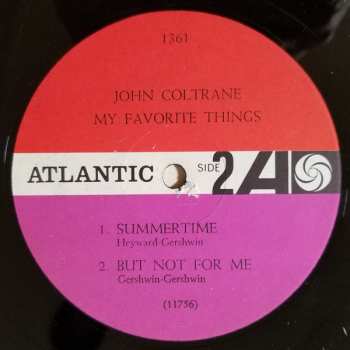 1361
JOHN COLTRANE
MY FAVORITE THINGS
ATLANTIC SIDE 2 A
1. SUMMERTIME
Heyward-Gershwin
2. BUT NOT FOR ME
Gershwin-Gershwin
(11756)